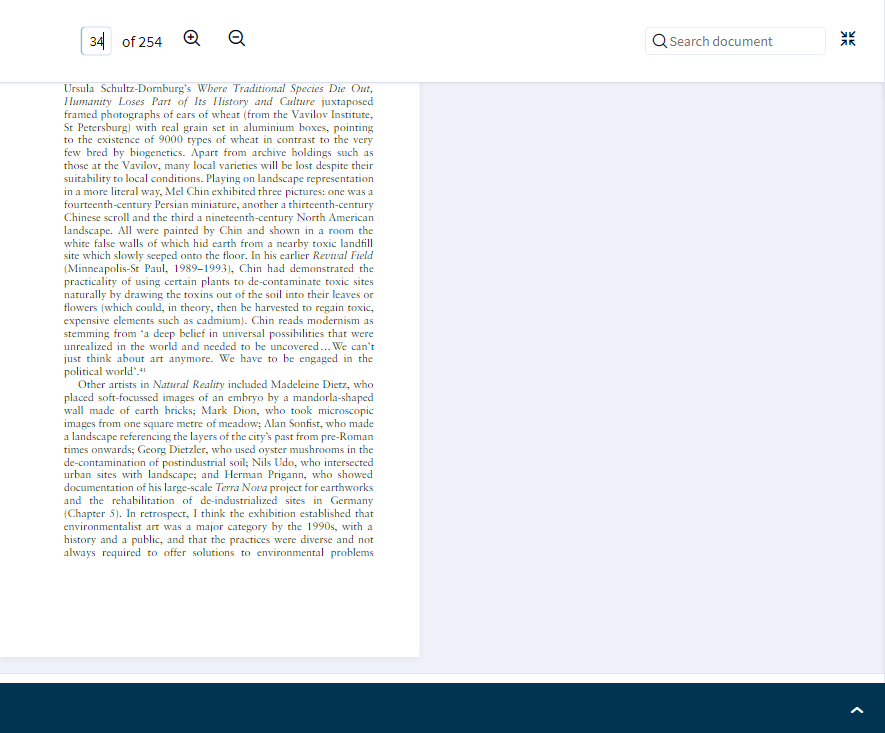 34 of 254 Search document
Ursula Schultz-Dornburg's Where Traditional Species Die Out,
Humanity Loses Part of Its History and Culture juxtaposed
framed photographs of ears of wheat (from the Vavilov Institute,
St Petersburg) with real grain set in aluminium boxes, pointing
to the existence of 9000 types of wheat in contrast to the very
few bred by biogenetics. Apart from archive holdings such as
those at the Vavilov, many local varieties will be lost despite their
suitability to local conditions. Playing on landscape representation
in a more literal way, Mel Chin exhibited three pictures: one was a
fourteenth-century Persian miniature, another a thirteenth-century
Chinese scroll and the third a nineteenth-century North American
landscape. All were painted by Chin and shown in a room the
white false walls of which hid earth from a nearby toxic landfill
site which slowly seeped onto the floor. In his earlier Revival Field
(Minneapolis-St Paul, 1989–1993), Chin had demonstrated the
practicality of using certain plants to de-contaminate toxic sites
naturally by drawing the toxins out of the soil into their leaves or
flowers (which could, in theory, then be harvested to regain toxic,
expensive elements such as cadmium). Chin reads modernism as
stemming from ‘a deep belief in universal possibilities that were
unrealized in the world and needed to be uncovered…We can’t
just think about art anymore. We have to be engaged in the
political world’.⁴¹
Other artists in Natural Reality included Madeleine Dietz, who
placed soft-focussed images of an embryo by a mandorla-shaped
wall made of earth bricks; Mark Dion, who took microscopic
images from one square metre of meadow; Alan Sonfist, who made
a landscape referencing the layers of the city’s past from pre-Roman
times onwards; Georg Dietzler, who used oyster mushrooms in the
de-contamination of postindustrial soil; Nils Udo, who intersected
urban sites with landscape; and Herman Prigann, who showed
documentation of his large-scale Terra Nova project for earthworks
and the rehabilitation of de-industrialized sites in Germany
(Chapter 5). In retrospect, I think the exhibition established that
environmentalist art was a major category by the 1990s, with a
history and a public, and that the practices were diverse and not
always required to offer solutions to environmental problems